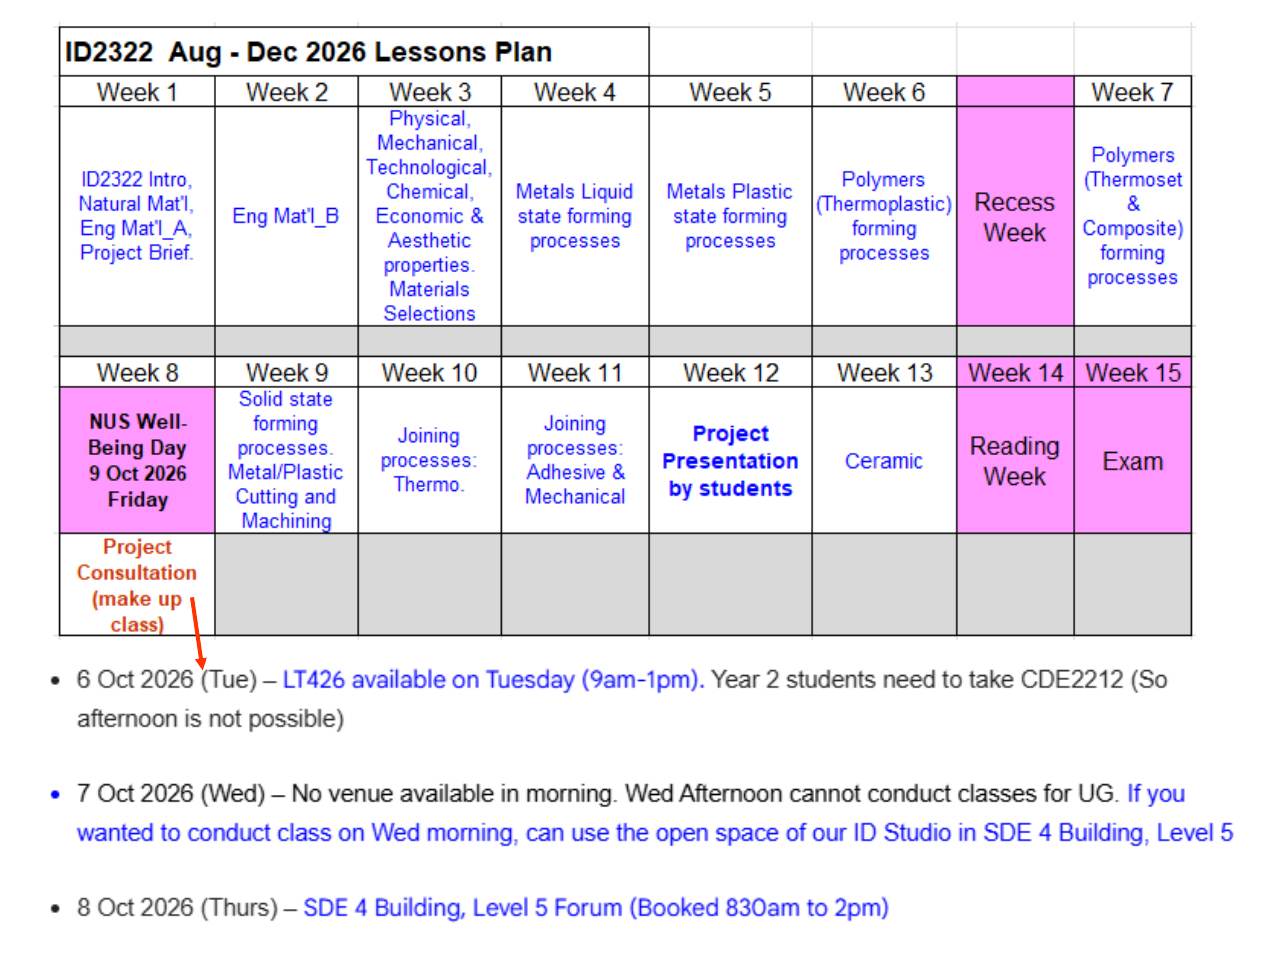 ID2322  Aug - Dec 2026 Lessons Plan
Week 1
Week 2
Week 3
Week 4
Week 5
Week 6
Week 7
ID2322 Intro,
Natural Mat'l,
Eng Mat'l_A,
Project Brief.
Eng Mat'l_B
Physical,
Mechanical,
Technological,
Chemical,
Economic &
Aesthetic
properties.
Materials
Selections
Metals Liquid
state forming
processes
Metals Plastic
state forming
processes
Polymers
(Thermoplastic)
forming
processes
Recess
Week
Polymers
(Thermoset
&
Composite)
forming
processes
Week 8
Week 9
Week 10
Week 11
Week 12
Week 13
Week 14
Week 15
NUS Well-
Being Day
9 Oct 2026
Friday
Solid state
forming
processes.
Metal/Plastic
Cutting and
Machining
Joining
processes:
Thermo.
Joining
processes:
Adhesive &
Mechanical
Project
Presentation
by students
Ceramic
Reading
Week
Exam
Project
Consultation
(make up
class)
• 6 Oct 2026 (Tue) – LT426 available on Tuesday (9am-1pm). Year 2 students need to take CDE2212 (So
afternoon is not possible)
• 7 Oct 2026 (Wed) – No venue available in morning. Wed Afternoon cannot conduct classes for UG. If you
wanted to conduct class on Wed morning, can use the open space of our ID Studio in SDE 4 Building, Level 5
• 8 Oct 2026 (Thurs) – SDE 4 Building, Level 5 Forum (Booked 830am to 2pm)